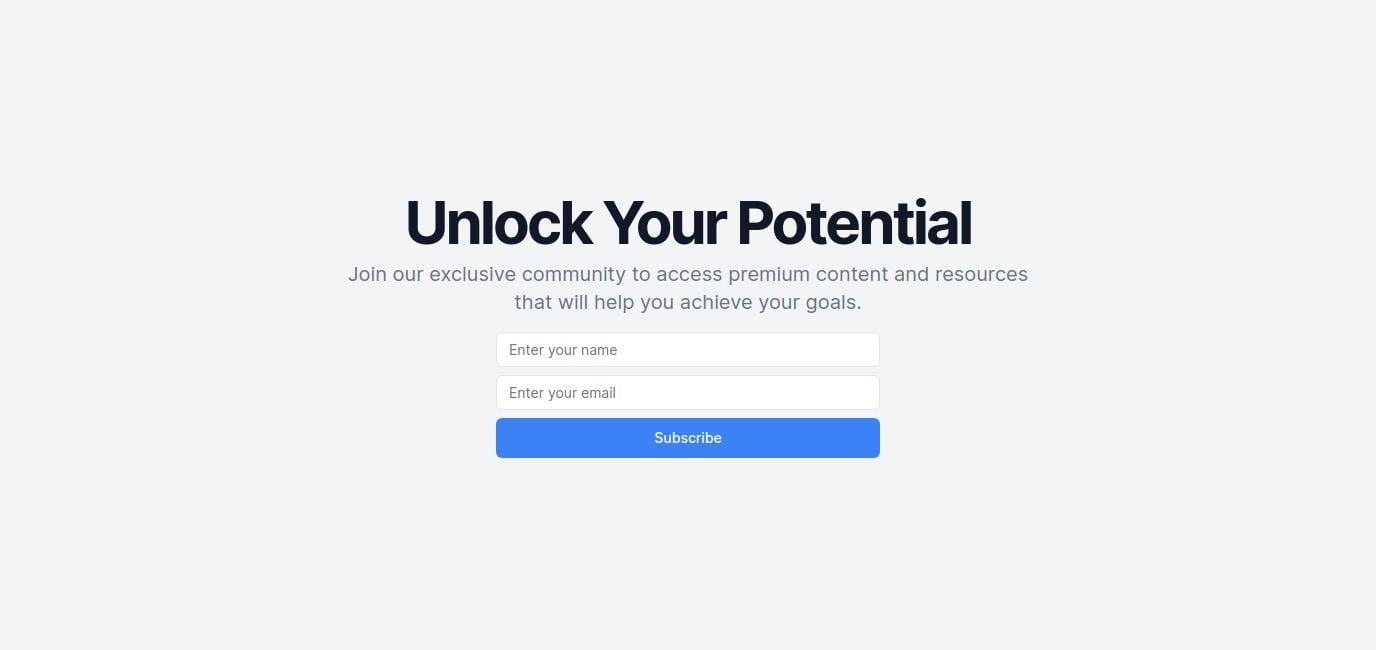 Unlock Your Potential
Join our exclusive community to access premium content and resources
that will help you achieve your goals.
Enter your name
Enter your email
Subscribe